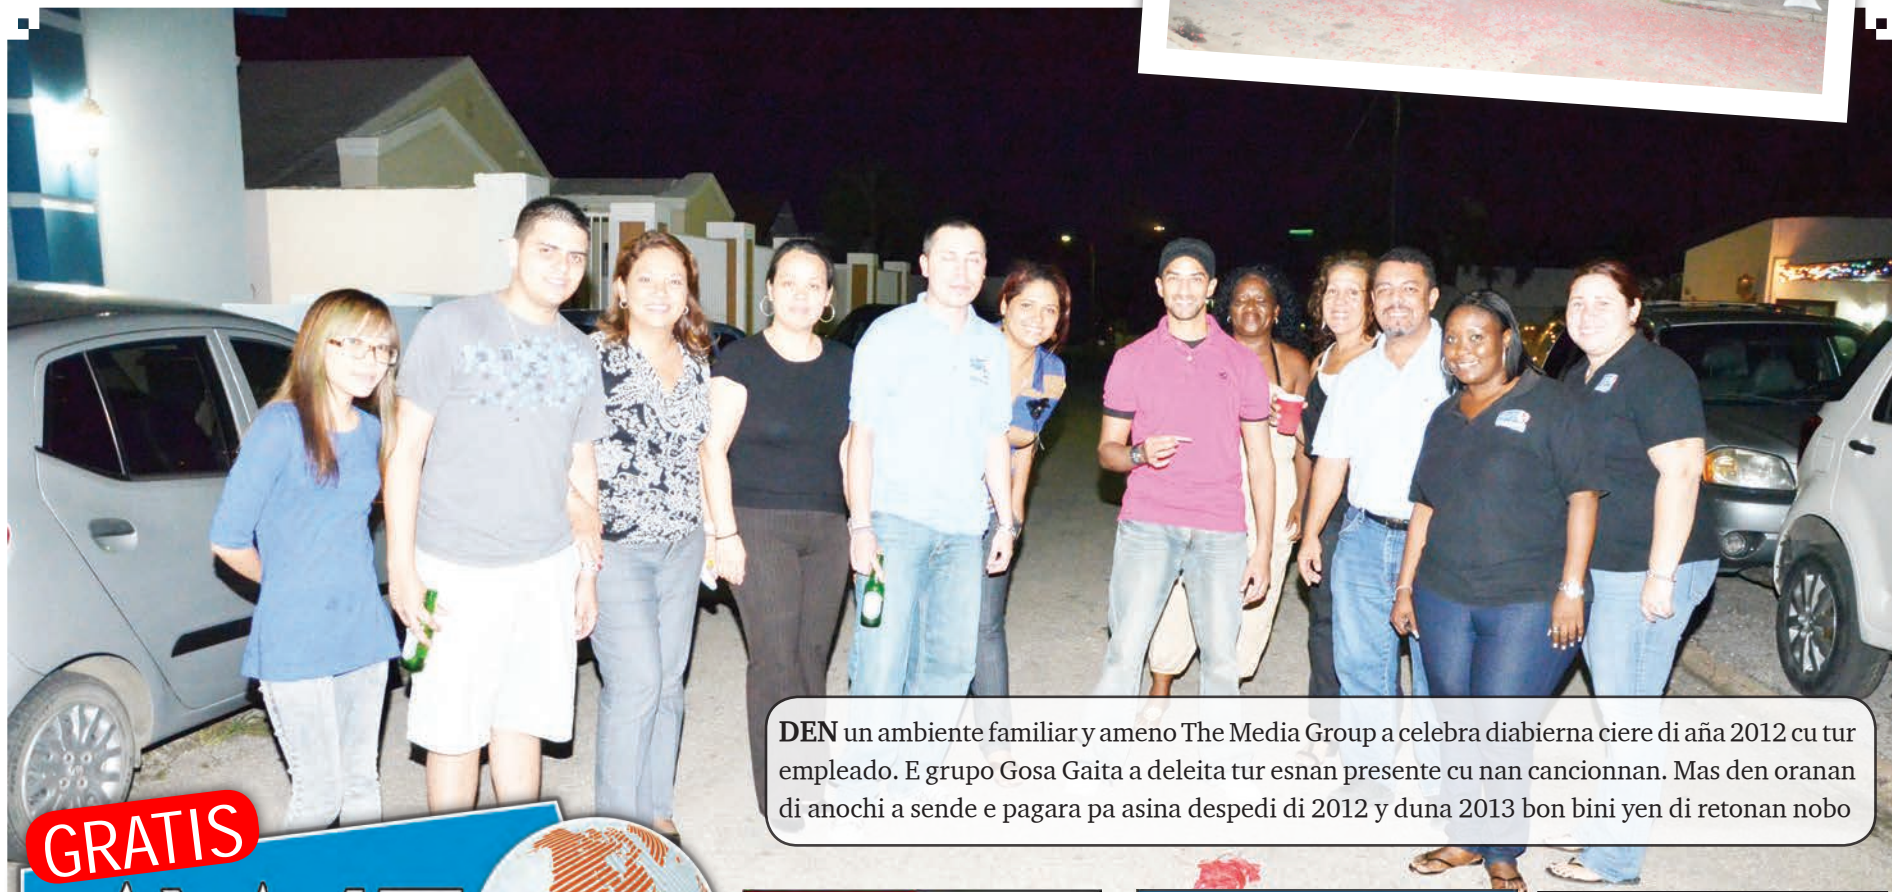 DEN un ambiente familiar y ameno The Media Group a celebra diabierna ciere di aña 2012 cu tur
empleado. E grupo Gosa Gaita a deleita tur esnan presente cu nan cancionnan. Mas den oranan
di anochi a sende e pagara pa asina despedi di 2012 y duna 2013 bon bini yen di retonan nobo
GRATIS